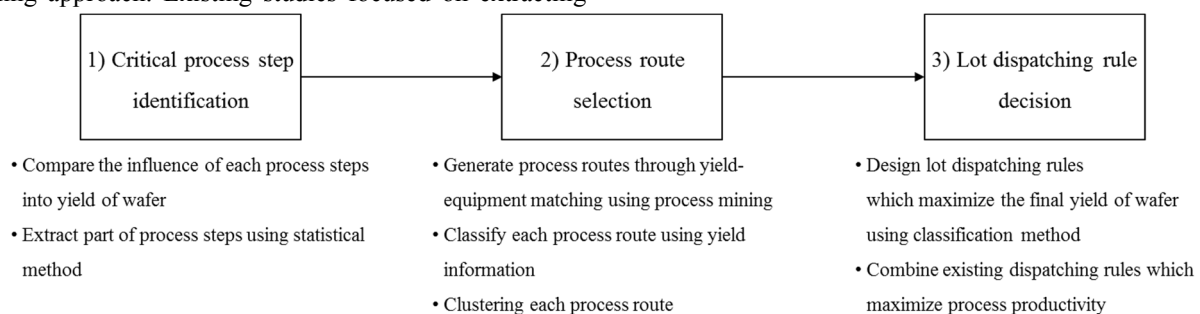 ing approach. Existing studies focused on extracting
1) Critical process step
identification
2) Process route
selection
3) Lot dispatching rule
decision
• Compare the influence of each process steps
into yield of wafer
• Extract part of process steps using statistical
method
• Generate process routes through yield-
equipment matching using process mining
• Classify each process route using yield
information
• Clustering each process route
• Design lot dispatching rules
which maximize the final yield of wafer
using classification method
• Combine existing dispatching rules which
maximize process productivity